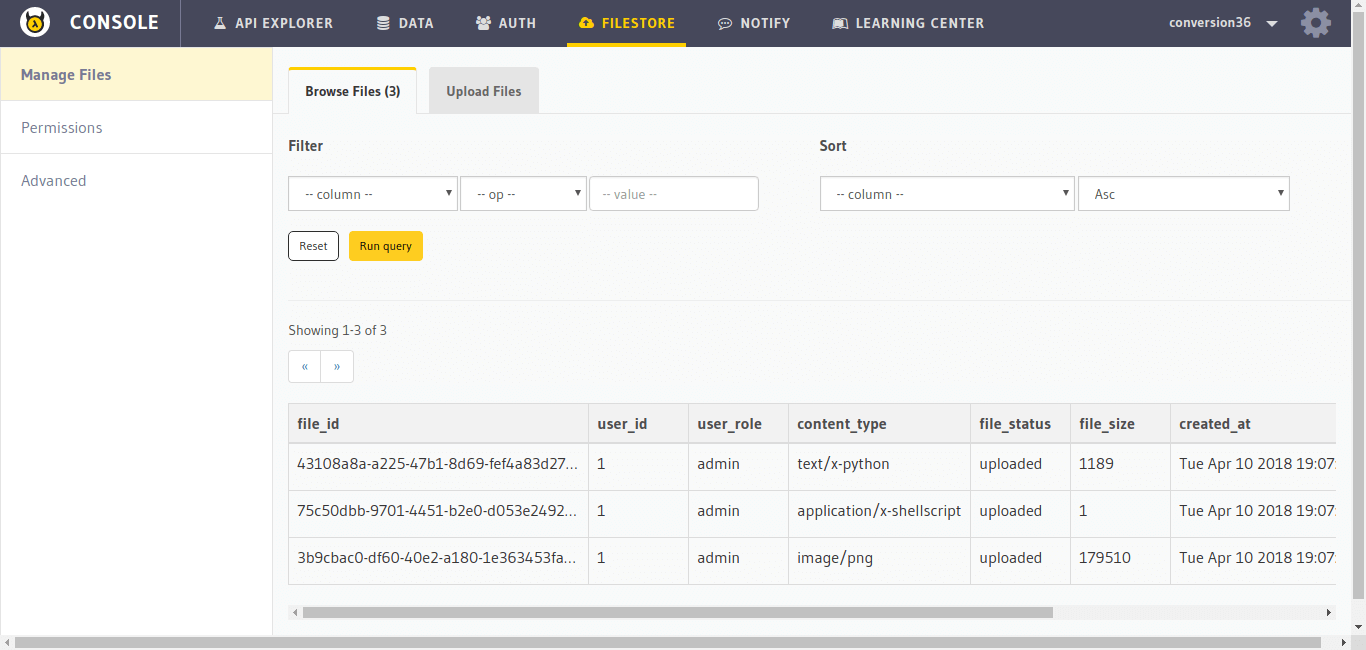 CONSOLE API EXPLORER DATA AUTH FILESTORE NOTIFY LEARNING CENTER conversion36
Manage Files
Permissions
Advanced
Browse Files (3) Upload Files
Filter Sort
-- column -- -- op -- -- value -- -- column -- Asc
Reset Run query
Showing 1-3 of 3
« »
file_id user_id user_role content_type file_status file_size created_at
43108a8a-a225-47b1-8d69-fef4a83d27... 1 admin text/x-python uploaded 1189 Tue Apr 10 2018 19:07:
75c50dbb-9701-4451-b2e0-d053e2492... 1 admin application/x-shellscript uploaded 1 Tue Apr 10 2018 19:07:
3b9cbac0-df60-40e2-a180-1e363453fa... 1 admin image/png uploaded 179510 Tue Apr 10 2018 19:07: